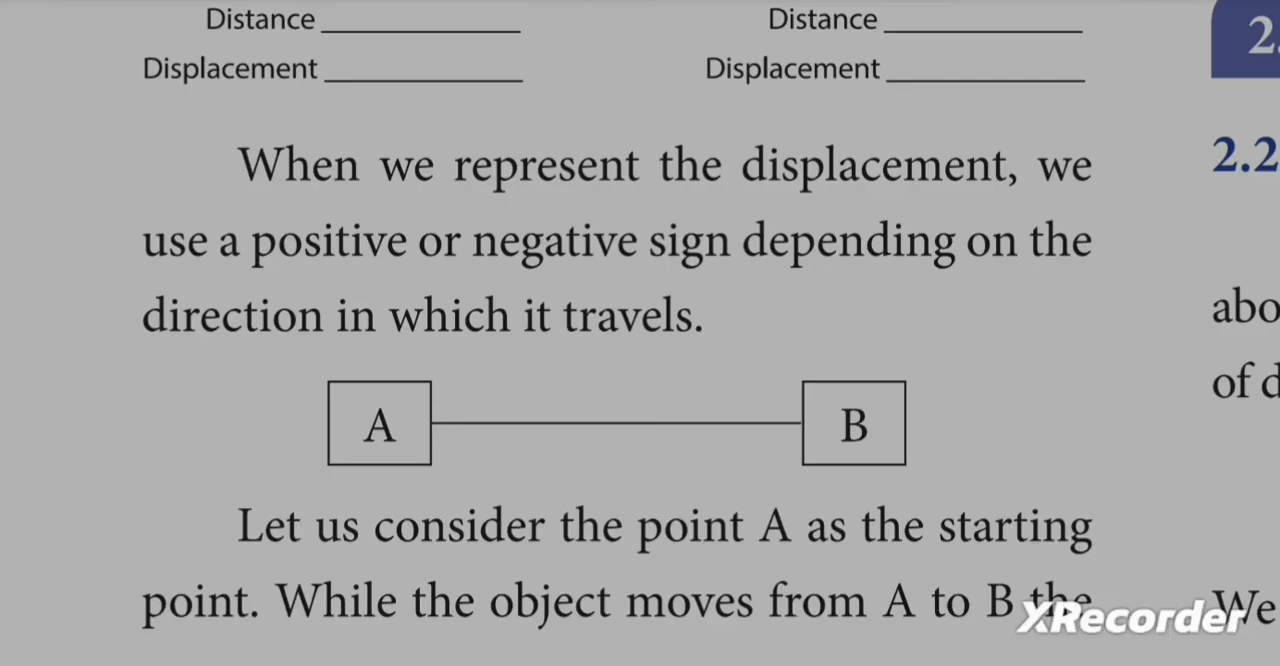 Distance
Distance
Displacement
Displacement
2.
2.2
When we represent the displacement, we
use a positive or negative sign depending on the
direction in which it travels.
abo
of d
A
B
Let us consider the point A as the starting
point. While the object moves from A to B the
XRecorder
We